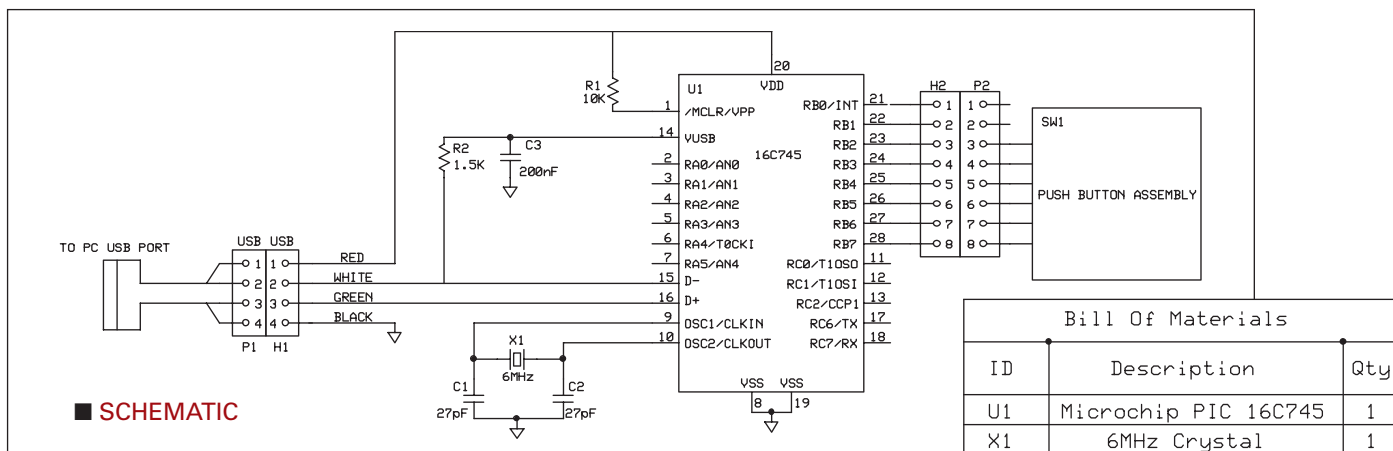 20
VDD
U1
R1
10K
1
/MCLR/VPP
14
VUSB
R2
1.5K
C3
200nF
16C745
2
RA0/AN0
3
RA1/AN1
4
RA2/AN2
5
RA3/AN3
6
RA4/T0CKI
7
RA5/AN4
15
D-
16
D+
9
OSC1/CLKIN
10
OSC2/CLKOUT
RB0/INT
21
RB1
22
RB2
23
RB3
24
RB4
25
RB5
26
RB6
27
RB7
28
RC0/T1OSO
11
RC1/T1OSI
12
RC2/CCP1
13
RC6/TX
17
RC7/RX
18
VSS VSS
8 19
H2 P2
1 1
2 2
3 3
4 4
5 5
6 6
7 7
8 8
SW1
PUSH BUTTON ASSEMBLY
TO PC USB PORT
USB USB
1 1
2 2
3 3
4 4
P1 H1
RED
WHITE
GREEN
BLACK
X1
6MHz
C1
27pF
C2
27pF
■ SCHEMATIC
Bill Of Materials
ID Description Qty
U1 Microchip PIC 16C745 1
X1 6MHz Crystal 1